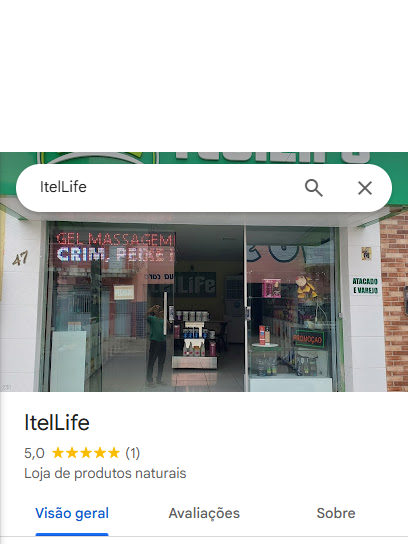 ItelLife
ItelLife
47
GEL MASSAGEM
CRIM, PEIXE
ATACADO
E VAREJO
PROMOÇÃO
ItelLife
5,0 ★★★★★ (1)
Loja de produtos naturais
Visão geral Avaliações Sobre